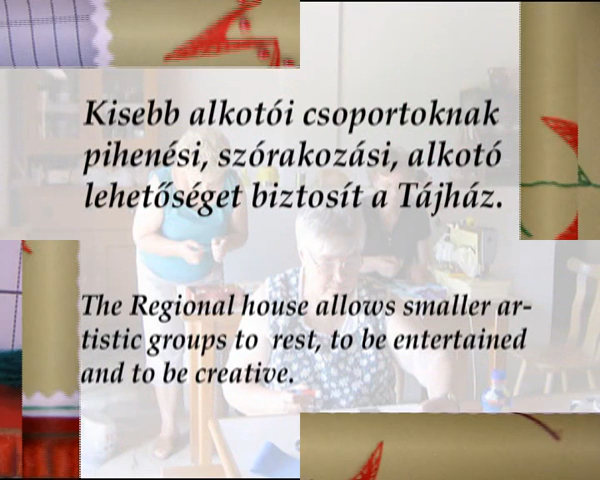 Kisebb alkotói csoportoknak
pihenési, szórakozási, alkotó
lehetőséget biztosít a Tájház.
The Regional house allows smaller ar-
tistic groups to rest, to be entertained
and to be creative.